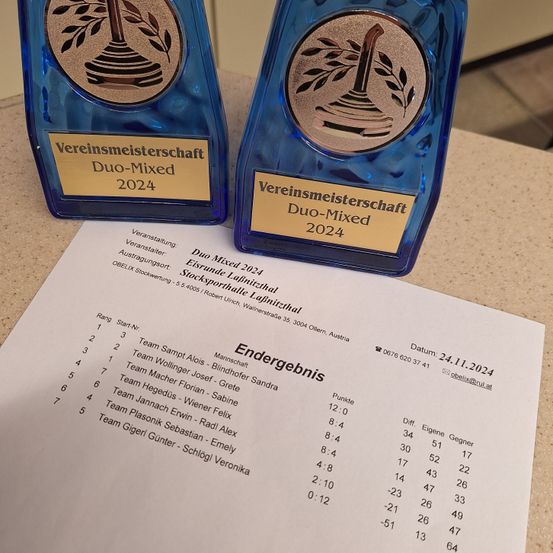 Vereinsmeisterschaft
Duo-Mixed
2024
Vereinsmeisterschaft
Duo-Mixed
2024
Veranstaltung: Duo Mixed 2024
Veranstalter: Eisrunde Laßnitzthal
Austragungsort: Stocksporthalle Laßnitzthal
OBELIX Stockwertung - 5.5.4005 / Robert Ulrich, Wallnerstraße 35, 3004 Ollern, Austria ☎ 0676 620 37 41 ✉ obelix@rul.at
Datum: 24.11.2024
Endergebnis
Rang Start-Nr. Mannschaft Punkte Diff. Eigene Gegner
1 3 Team Sampt Alois - Blindhofer Sandra 12:0 34 51 17
2 2 Team Wollinger Josef - Grete 8:4 30 52 22
3 1 Team Macher Florian - Sabine 8:4 17 43 26
4 7 Team Hegedüs - Wiener Felix 8:4 14 47 33
5 6 Team Jannach Erwin - Radl Alex 4:8 -23 26 49
6 4 Team Plasonik Sebastian - Emely 2:10 -21 26 47
7 5 Team Gigerl Günter - Schlögl Veronika 0:12 -51 13 64